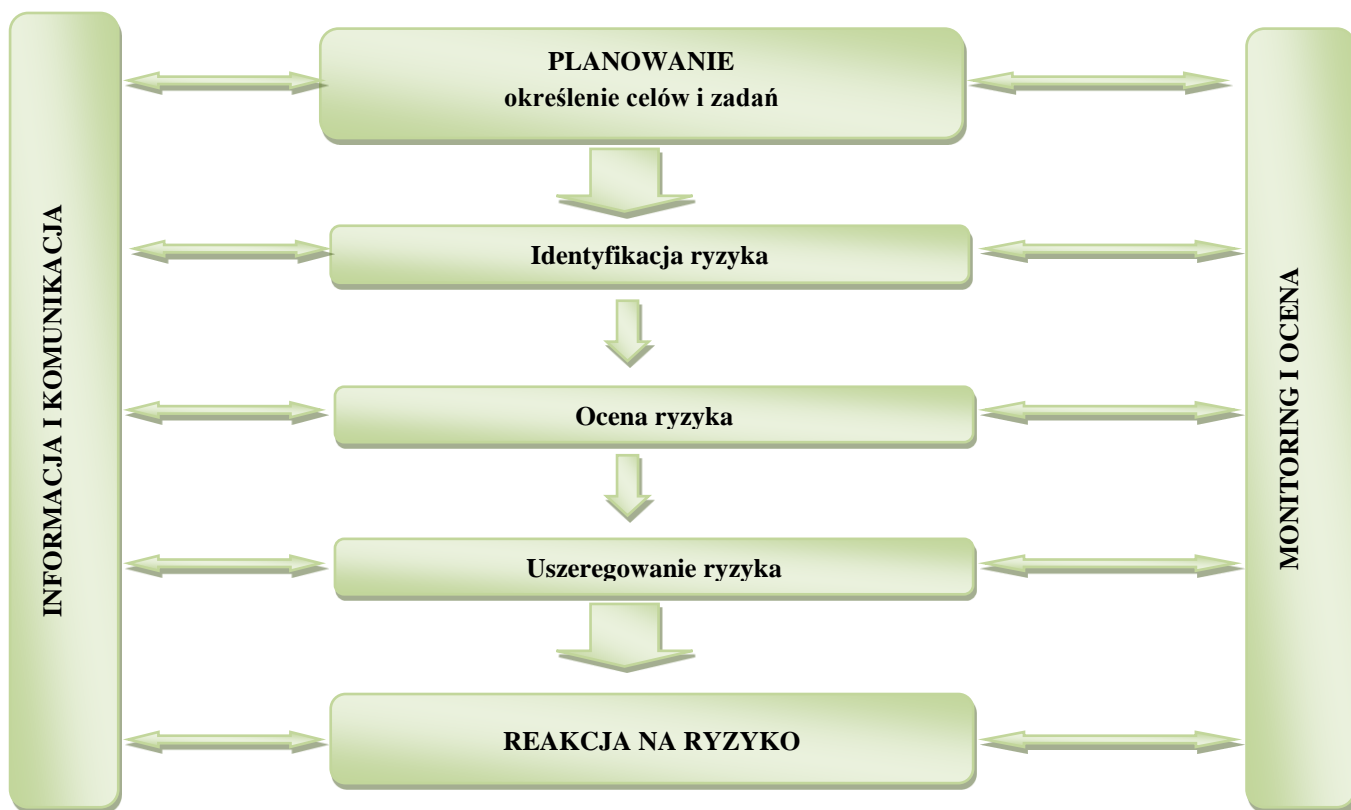 INFORMACJA I KOMUNIKACJA
PLANOWANIE
określenie celów i zadań
Identyfikacja ryzyka
Ocena ryzyka
Uszeregowanie ryzyka
REAKCJA NA RYZYKO
MONITORING I OCENA